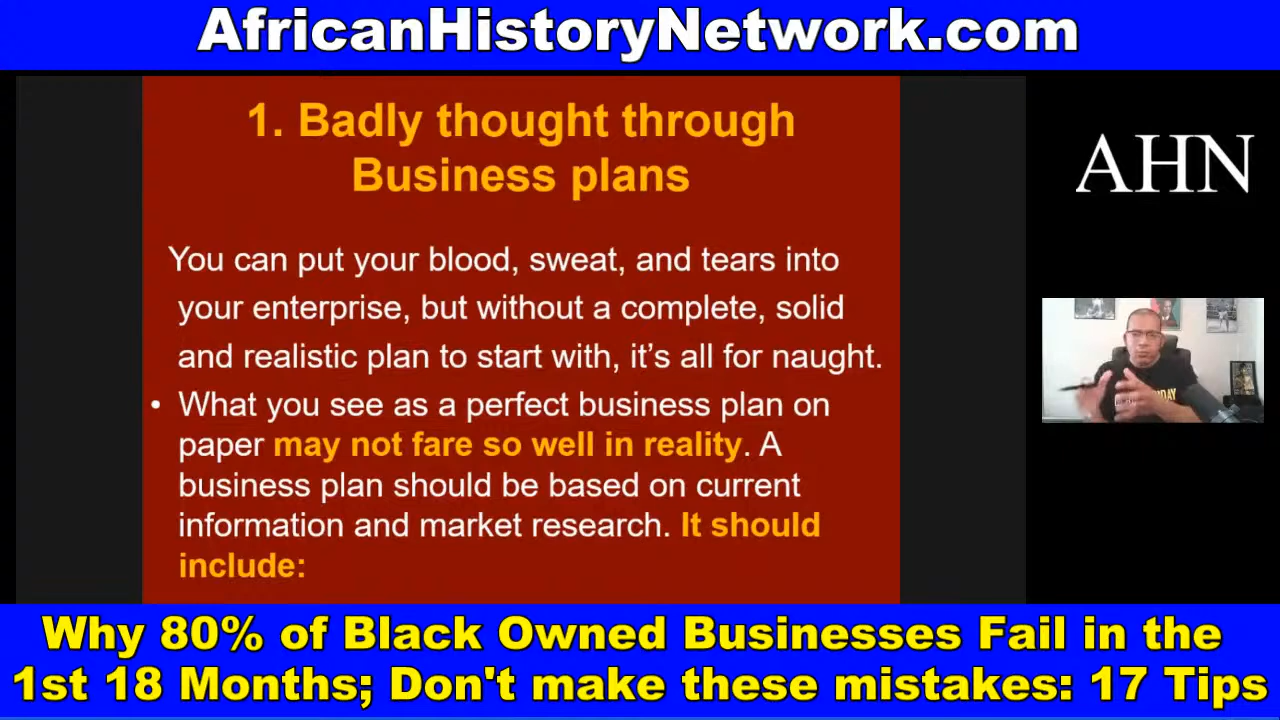 AfricanHistoryNetwork.com
1. Badly thought through
Business plans
You can put your blood, sweat, and tears into
your enterprise, but without a complete, solid
and realistic plan to start with, it's all for naught.
• What you see as a perfect business plan on
paper may not fare so well in reality. A
business plan should be based on current
information and market research. It should
include:
AHN
Why 80% of Black Owned Businesses Fail in the
1st 18 Months; Don't make these mistakes: 17 Tips